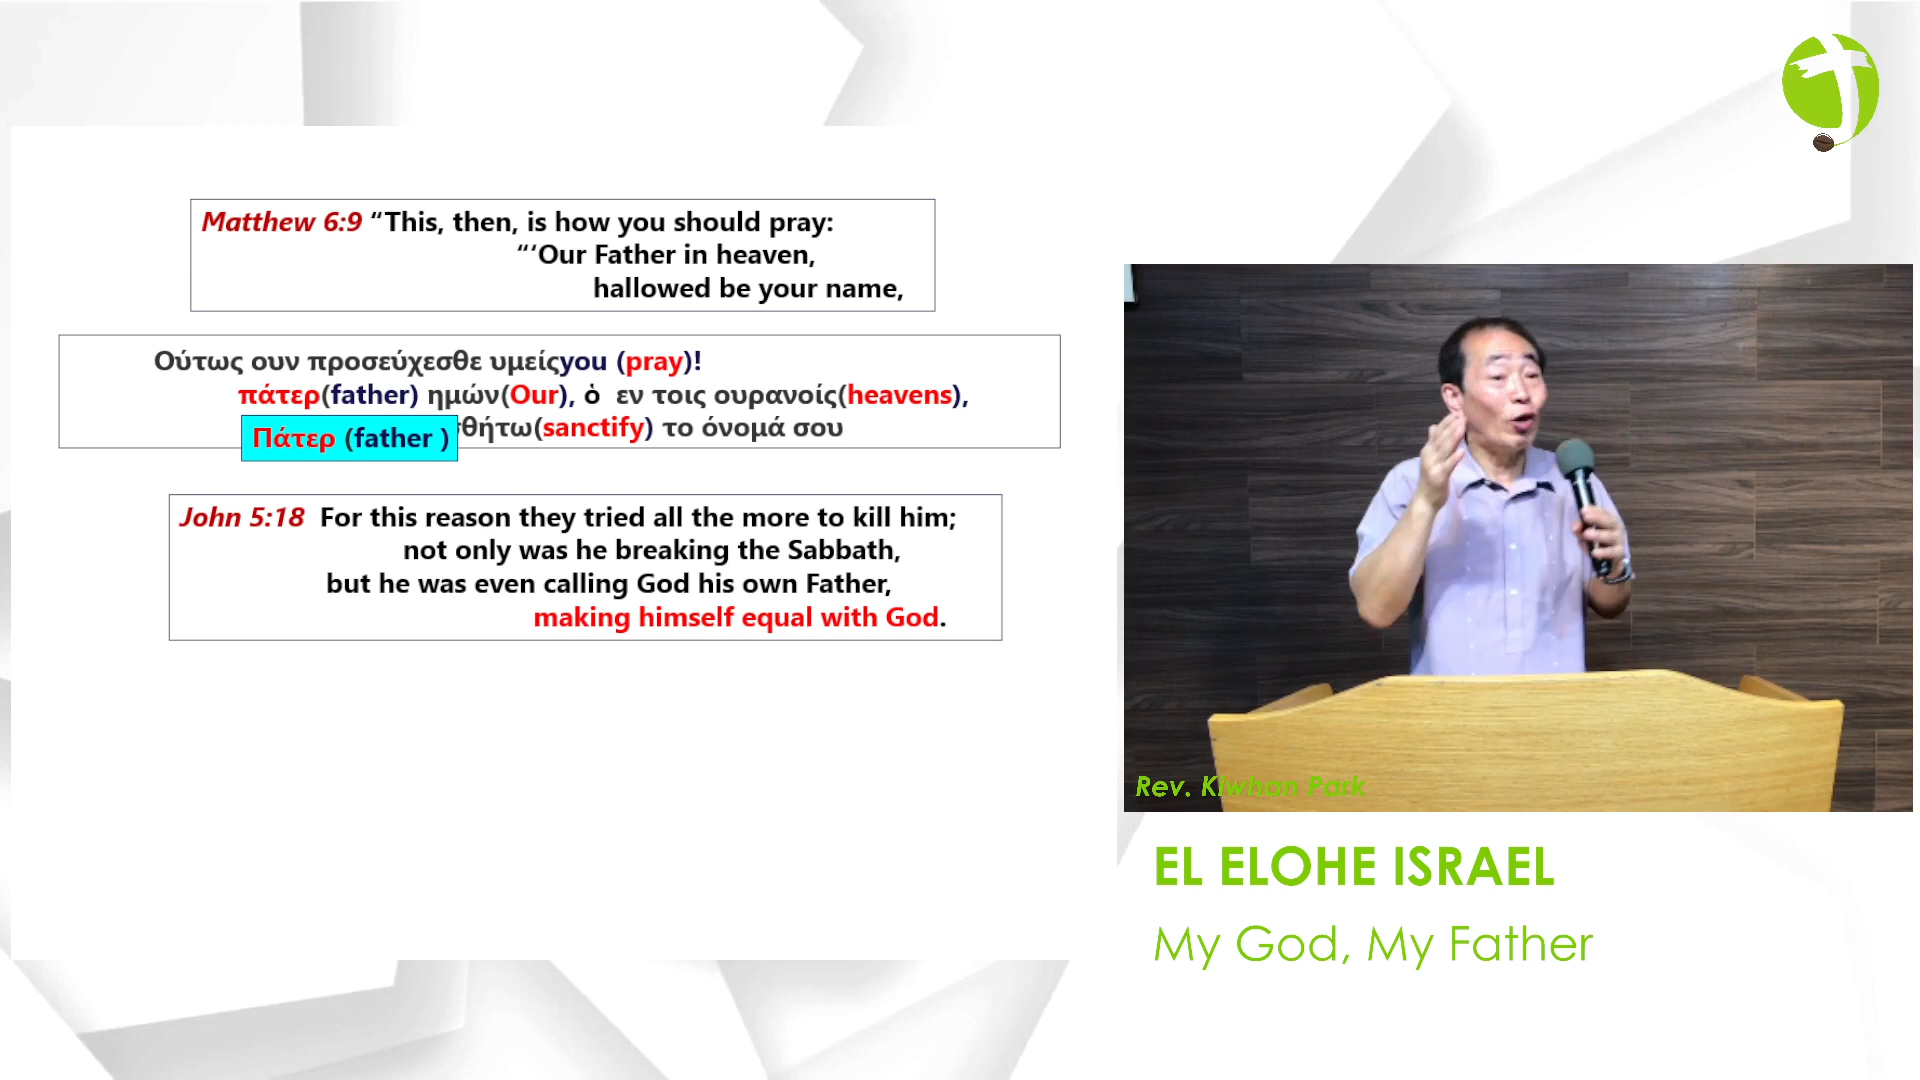 Matthew 6:9 “This, then, is how you should pray:
“‘Our Father in heaven,
hallowed be your name,
Ούτως ουν προσεύχεσθε υμείςyou (pray)!
πάτερ(father) ημών(Our), ὁ εν τοις ουρανοίς(heavens),
σθήτω(sanctify) το όνομά σου
Πάτερ (father )
John 5:18 For this reason they tried all the more to kill him;
not only was he breaking the Sabbath,
but he was even calling God his own Father,
making himself equal with God.
Rev. Kiwhan Park
EL ELOHE ISRAEL
My God, My Father